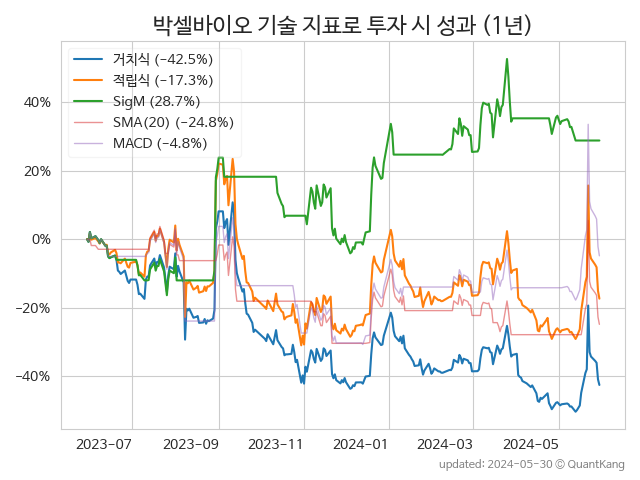 박셀바이오 기술 지표로 투자 시 성과 (1년)
거치식 (−42.5%)
적립식 (−17.3%)
SigM (28.7%)
SMA(20) (−24.8%)
MACD (−4.8%)
40%
20%
0%
−20%
−40%
2023-07 2023-09 2023-11 2024-01 2024-03 2024-05
updated: 2024-05-30 ⓒ QuantKang